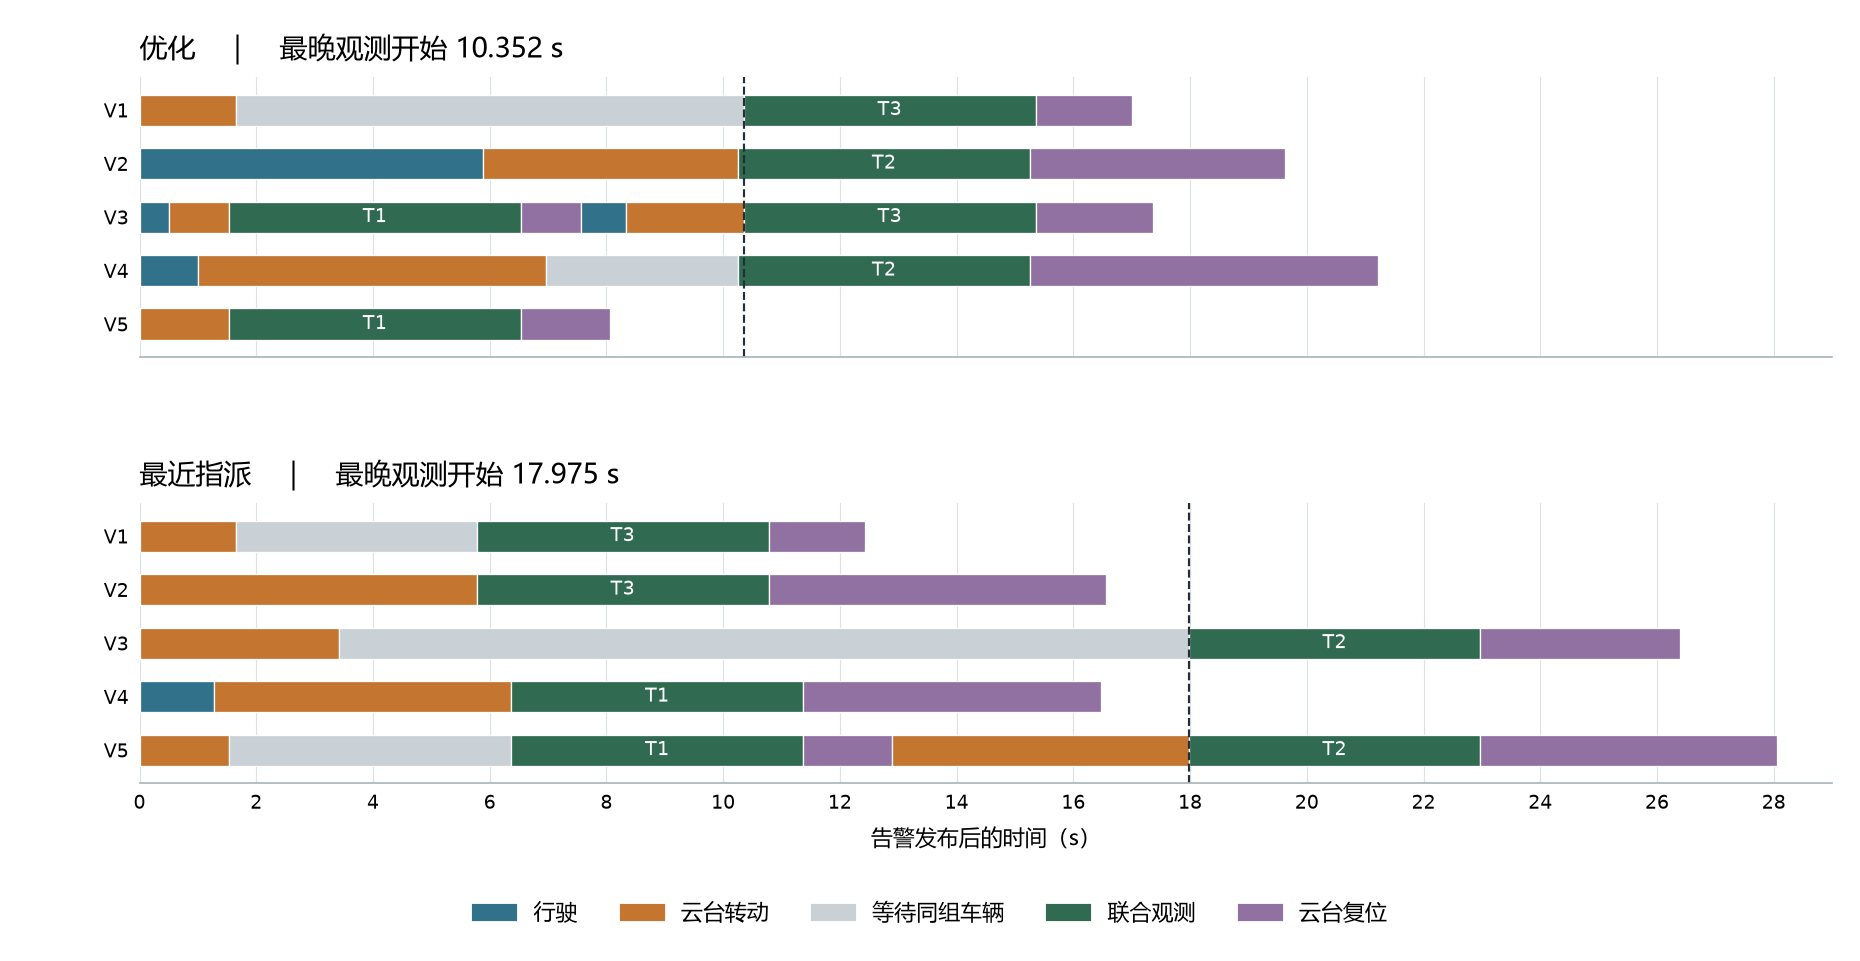 优化 | 最晚观测开始 10.352 s
V1 T3
V2 T2
V3 T1 T3
V4 T2
V5 T1
最近指派 | 最晚观测开始 17.975 s
V1 T3
V2 T3
V3 T2
V4 T1
V5 T1 T2
0 2 4 6 8 10 12 14 16 18 20 22 24 26 28
告警发布后的时间（s）
行驶 云台转动 等待同组车辆 联合观测 云台复位